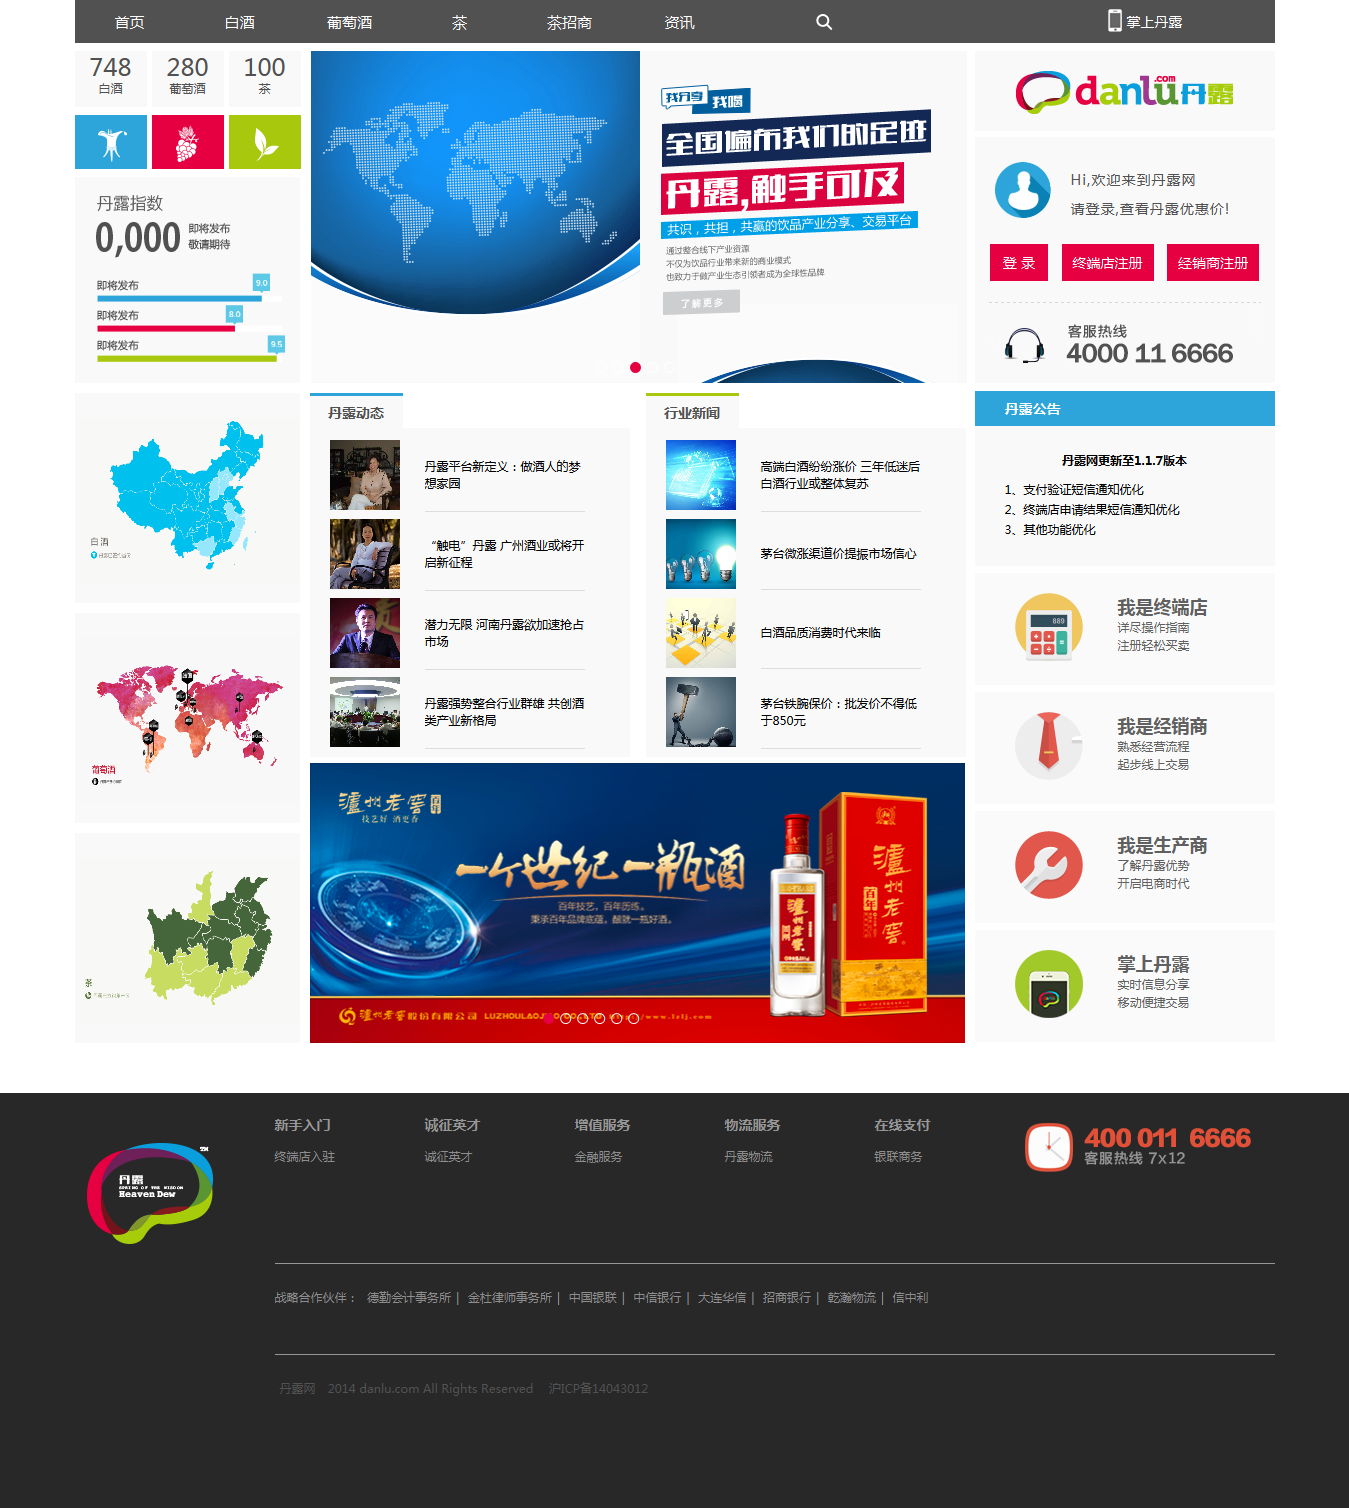 首页 白酒 葡萄酒 茶 茶招商 资讯 掌上丹露
748 280 100
白酒 葡萄酒 茶
丹露指数
0,000 即将发布
敬请期待
即将发布 9.0
即将发布 8.0
即将发布 9.5
我分享 我喝
全国遍布我们的足迹
丹露,触手可及
共识，共担，共赢的饮品产业分享、交易平台
通过整合线下产业资源
不仅为饮品行业带来新的商业模式
也致力于做产业生态引领者成为全球性品牌
了解更多
danlu.com丹露
Hi,欢迎来到丹露网
请登录,查看丹露优惠价!
登 录 终端店注册 经销商注册
客服热线
4000 11 6666
白酒
葡萄酒
茶
丹露动态
丹露平台新定义：做酒人的梦
想家园
“触电”丹露 广州酒业或将开
启新征程
潜力无限 河南丹露欲加速抢占
市场
丹露强势整合行业群雄 共创酒
类产业新格局
行业新闻
高端白酒纷纷涨价 三年低迷后
白酒行业或整体复苏
茅台微涨渠道价提振市场信心
白酒品质消费时代来临
茅台铁腕保价：批发价不得低
于850元
丹露公告
丹露网更新至1.1.7版本
1、支付验证短信通知优化
2、终端店申请结果短信通知优化
3、其他功能优化
889
我是终端店
详尽操作指南
注册轻松买卖
我是经销商
熟悉经营流程
起步线上交易
我是生产商
了解丹露优势
开启电商时代
掌上丹露
实时信息分享
移动便捷交易
泸州老窖 百年
技艺好 酒更香
一个世纪一瓶酒
百年技艺，百年历练。
秉承百年品牌底蕴，酿就一瓶好酒。
泸州老窖
百年
泸州老窖
泸州老窖股份有限公司
丹露
SPRING OF THE WISDOM
Heaven Dew
TM
新手入门 诚征英才 增值服务 物流服务 在线支付
终端店入驻 诚征英才 金融服务 丹露物流 银联商务
400 011 6666
客服热线 7x12
战略合作伙伴： 德勤会计事务所 | 金杜律师事务所 | 中国银联 | 中信银行 | 大连华信 | 招商银行 | 乾瀚物流 | 信中利
丹露网 2014 danlu.com All Rights Reserved 沪ICP备14043012